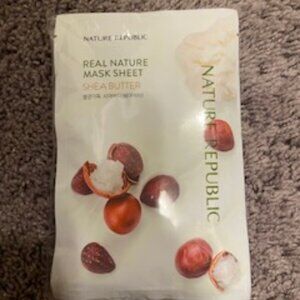 NATURE REPUBLIC
REAL NATURE
MASK SHEET
SHEA BUTTER
NATURE REPUBLIC